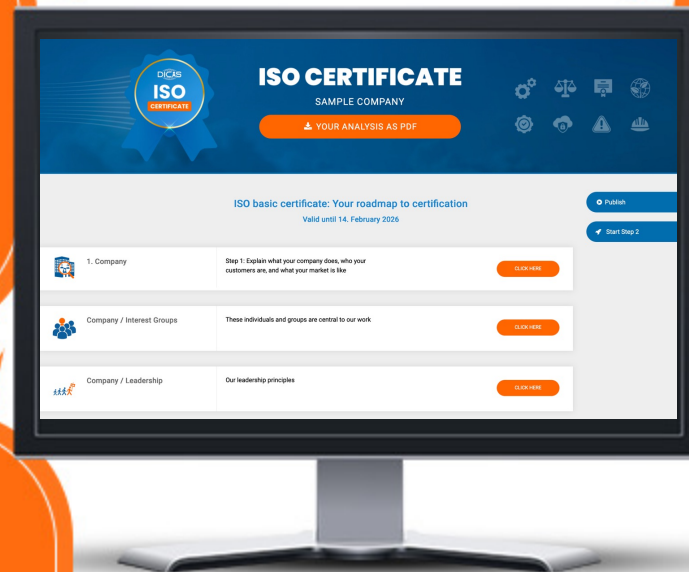 DICAS
ISO
CERTIFICATE
ISO CERTIFICATE
SAMPLE COMPANY
YOUR ANALYSIS AS PDF
ISO basic certificate: Your roadmap to certification
Valid until 14. February 2026
Publish
Start Step 2
1. Company
Step 1: Explain what your company does, who your
customers are, and what your market is like
CLICK HERE
Company / Interest Groups
These individuals and groups are central to our work
CLICK HERE
Company / Leadership
Our leadership principles
CLICK HERE